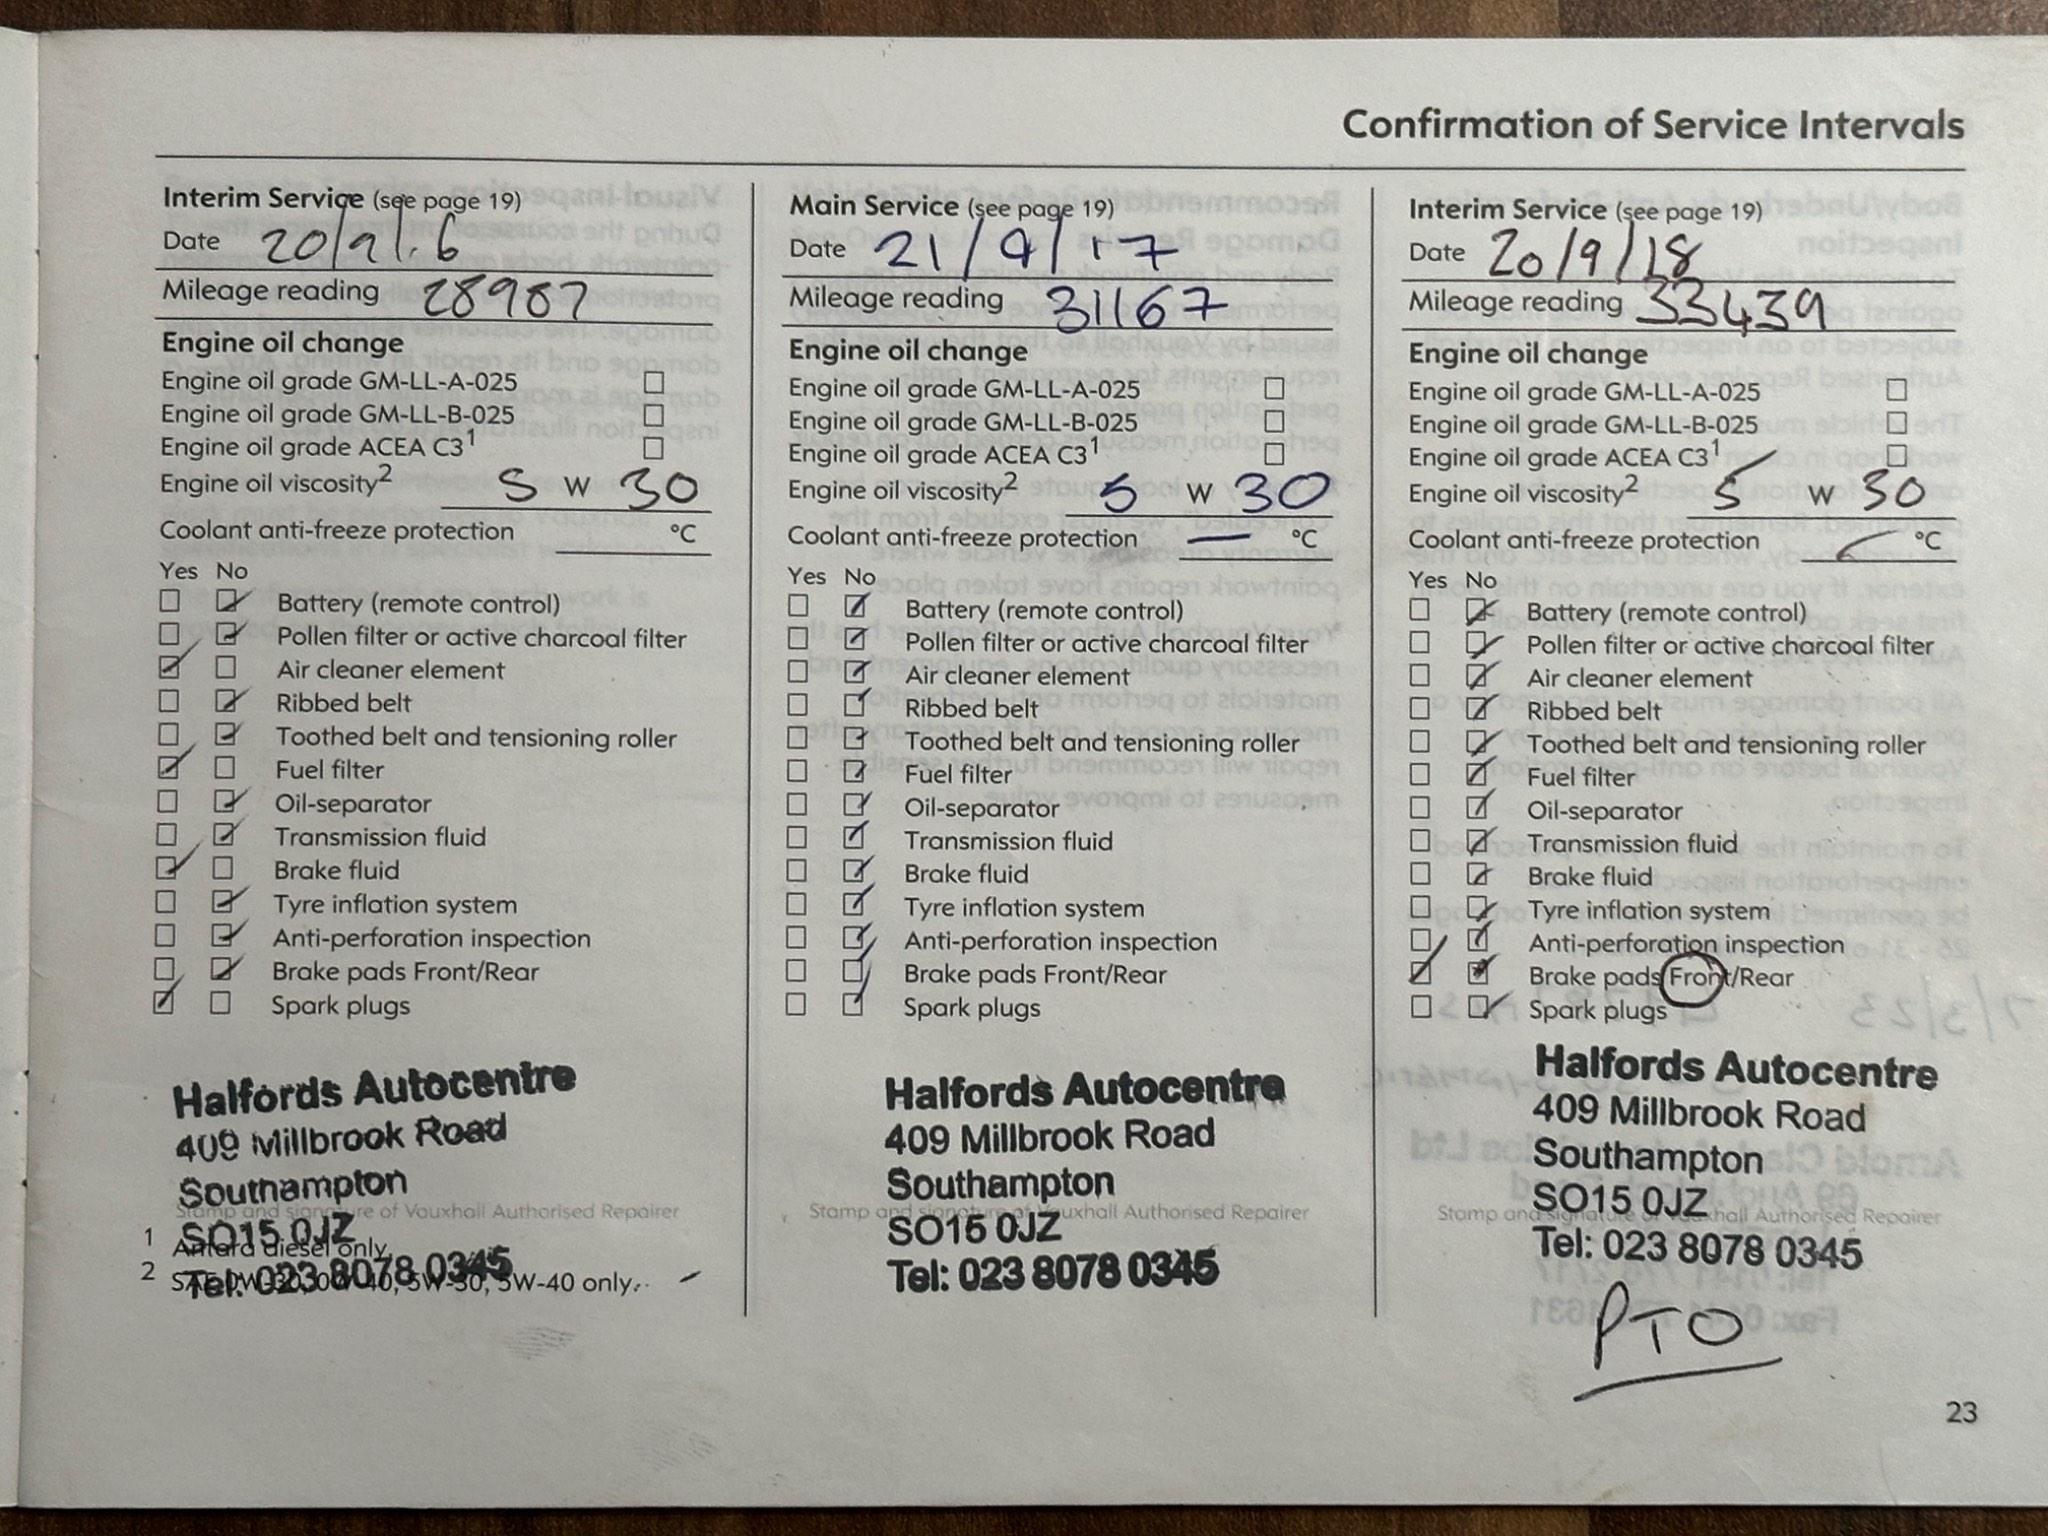 Confirmation of Service Intervals
Interim Service (see page 19)
Date 20/9/16
Mileage reading 28987
Engine oil change
Engine oil grade GM-LL-A-025
Engine oil grade GM-LL-B-025
Engine oil grade ACEA C3¹
Engine oil viscosity² 5 W 30
Coolant anti-freeze protection °C
Yes No
Battery (remote control)
Pollen filter or active charcoal filter
Air cleaner element
Ribbed belt
Toothed belt and tensioning roller
Fuel filter
Oil-separator
Transmission fluid
Brake fluid
Tyre inflation system
Anti-perforation inspection
Brake pads Front/Rear
Spark plugs
Halfords Autocentre
409 Millbrook Road
Southampton
Stamp and signature of Vauxhall Authorised Repairer
SO15 0JZ
1 Antara diesel only.
Tel: 023 8078 0345
2 SAE 0W-30, 0W-40, 5W-30, 5W-40 only.
Main Service (see page 19)
Date 21/9/17
Mileage reading 31167
Engine oil change
Engine oil grade GM-LL-A-025
Engine oil grade GM-LL-B-025
Engine oil grade ACEA C3¹
Engine oil viscosity² 5 W 30
Coolant anti-freeze protection — °C
Yes No
Battery (remote control)
Pollen filter or active charcoal filter
Air cleaner element
Ribbed belt
Toothed belt and tensioning roller
Fuel filter
Oil-separator
Transmission fluid
Brake fluid
Tyre inflation system
Anti-perforation inspection
Brake pads Front/Rear
Spark plugs
Halfords Autocentre
409 Millbrook Road
Southampton
Stamp and signature of Vauxhall Authorised Repairer
SO15 0JZ
Tel: 023 8078 0345
Interim Service (see page 19)
Date 20/9/18
Mileage reading 33439
Engine oil change
Engine oil grade GM-LL-A-025
Engine oil grade GM-LL-B-025
Engine oil grade ACEA C3¹
Engine oil viscosity² 5 W 30
Coolant anti-freeze protection °C
Yes No
Battery (remote control)
Pollen filter or active charcoal filter
Air cleaner element
Ribbed belt
Toothed belt and tensioning roller
Fuel filter
Oil-separator
Transmission fluid
Brake fluid
Tyre inflation system
Anti-perforation inspection
Brake pads Front/Rear
Spark plugs
Halfords Autocentre
409 Millbrook Road
Southampton
SO15 0JZ
Stamp and signature of Vauxhall Authorised Repairer
Tel: 023 8078 0345
PTO
23